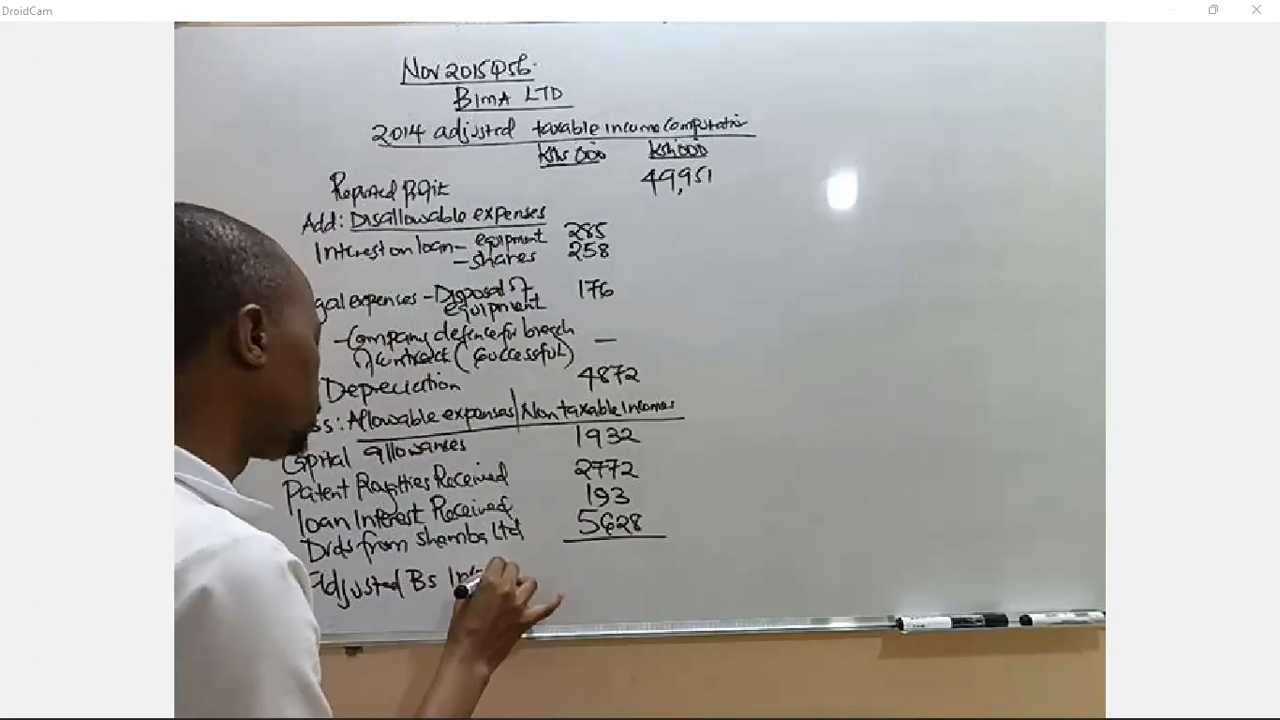 DroidCam
Nov 2015 Q5b.
BIMA LTD
2014 adjusted taxable income computation
Kshs 000 Ksh 000
Reported profit 49,951
Add: Disallowable expenses
Interest on loan - equipment 285
- shares 258
gal expenses - Disposal of equipment 176
- Company defence for breach
of contract (successful) —
Depreciation 4872
ss: Allowable expenses/Non taxable incomes
Capital allowances 1932
Patent Royalties Received 2772
loan Interest Received 193
Divds from Shamba Ltd 5628
Adjusted Bs In